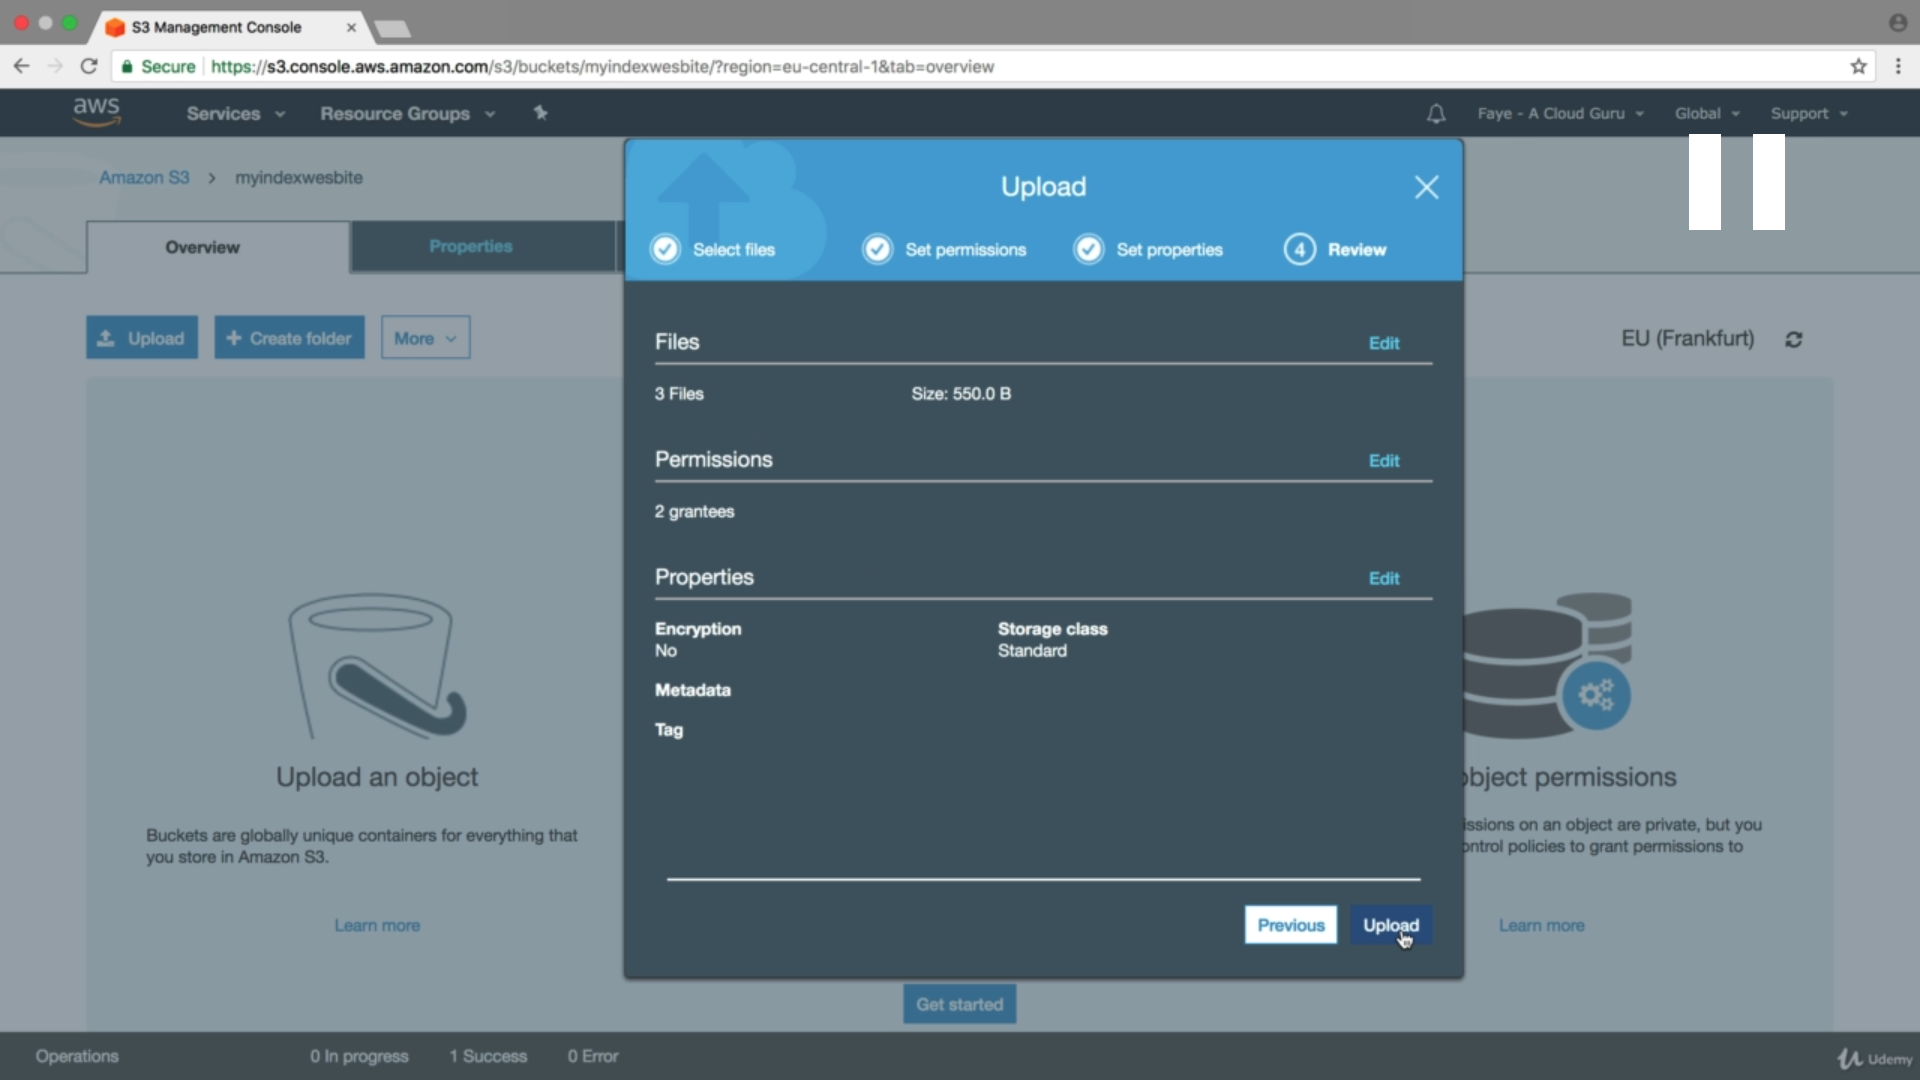 S3 Management Console
Secure https://s3.console.aws.amazon.com/s3/buckets/myindexwesbite/?region=eu-central-1&tab=overview
aws Services Resource Groups Faye - A Cloud Guru Global Support
Amazon S3 > myindexwesbite
Upload
Select files Set permissions Set properties 4 Review
Overview Properties
Upload + Create folder More EU (Frankfurt)
Files Edit
3 Files Size: 550.0 B
Permissions Edit
2 grantees
Properties Edit
Encryption Storage class
No Standard
Metadata
Tag
Upload an object
Buckets are globally unique containers for everything that
you store in Amazon S3.
Learn more
object permissions
issions on an object are private, but you
ontrol policies to grant permissions to
Learn more
Previous Upload
Get started
Operations 0 In progress 1 Success 0 Error
Udemy